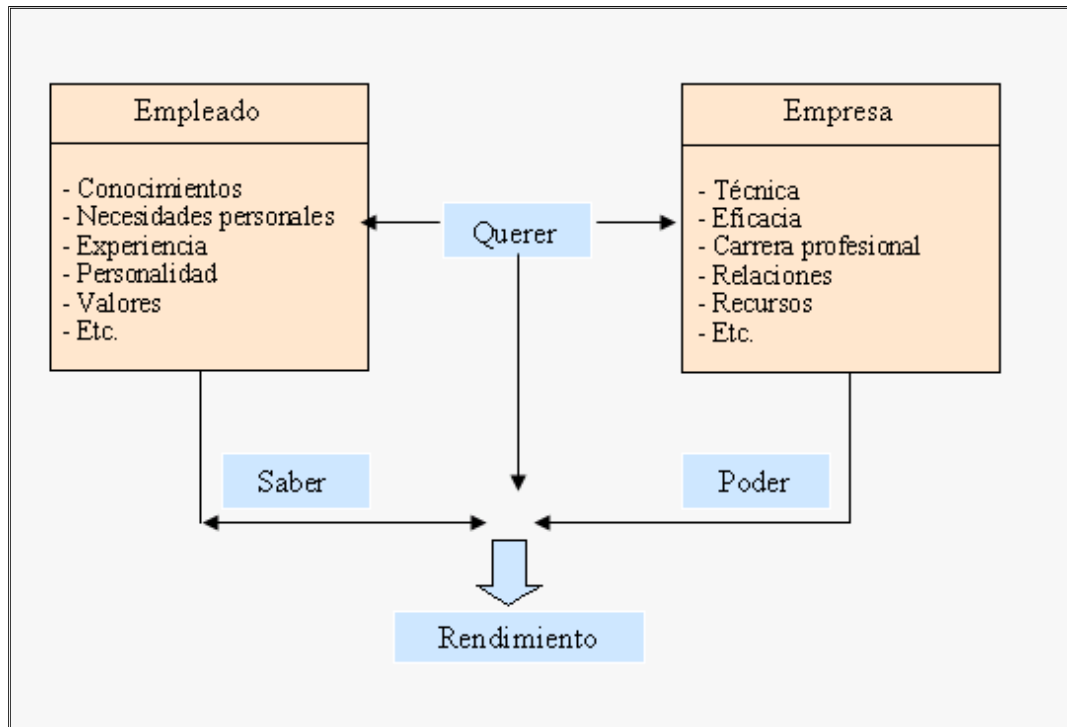 Empleado
- Conocimientos
- Necesidades personales
- Experiencia
- Personalidad
- Valores
- Etc.
Querer
Empresa
- Técnica
- Eficacia
- Carrera profesional
- Relaciones
- Recursos
- Etc.
Saber
Poder
Rendimiento